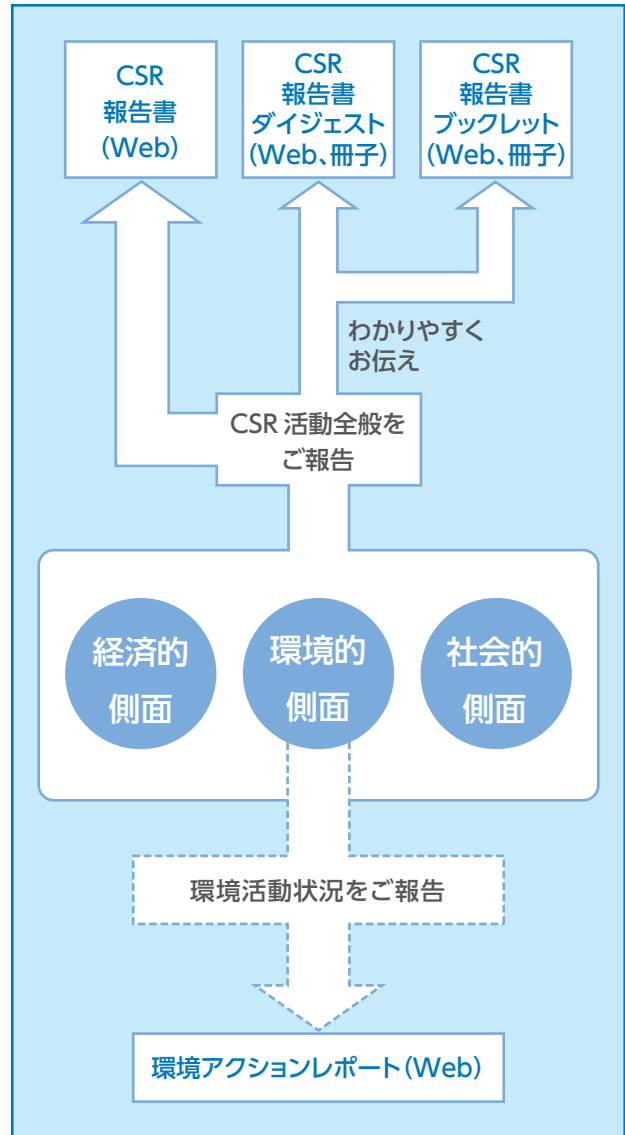 CSR
報告書
(Web)
CSR
報告書
ダイジェスト
(Web、冊子)
CSR
報告書
ブックレット
(Web、冊子)
わかりやすく
お伝え
CSR 活動全般を
ご報告
経済的
側面
環境的
側面
社会的
側面
環境活動状況をご報告
環境アクションレポート(Web)